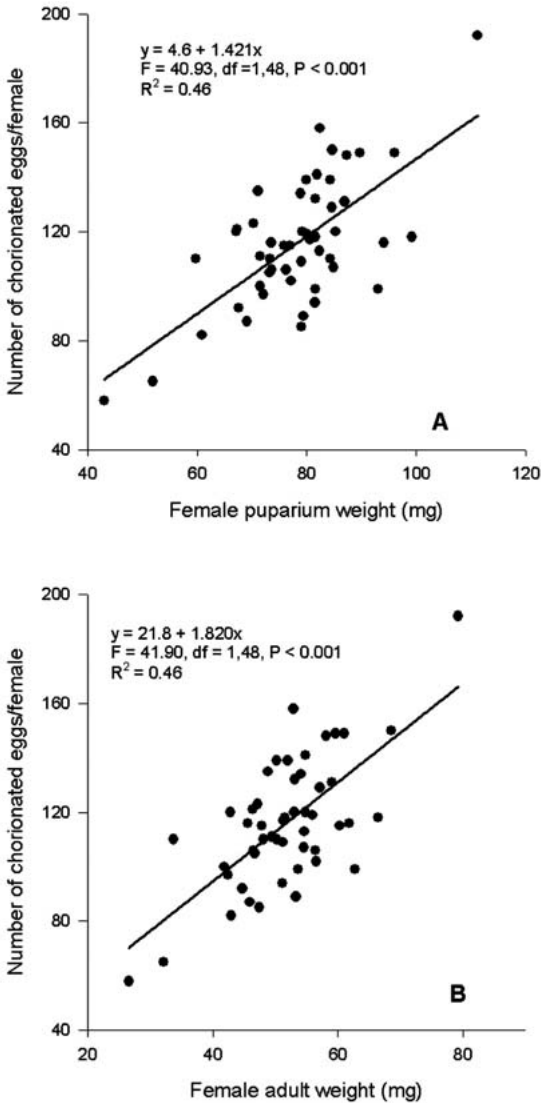 200
y = 4.6 + 1.421x
F = 40.93, df =1,48, P < 0.001
R² = 0.46
160
120
80
40
Number of chorionated eggs/female
A
40 60 80 100 120
Female puparium weight (mg)
200
y = 21.8 + 1.820x
F = 41.90, df = 1,48, P < 0.001
R² = 0.46
160
120
80
40
Number of chorionated eggs/female
B
20 40 60 80
Female adult weight (mg)